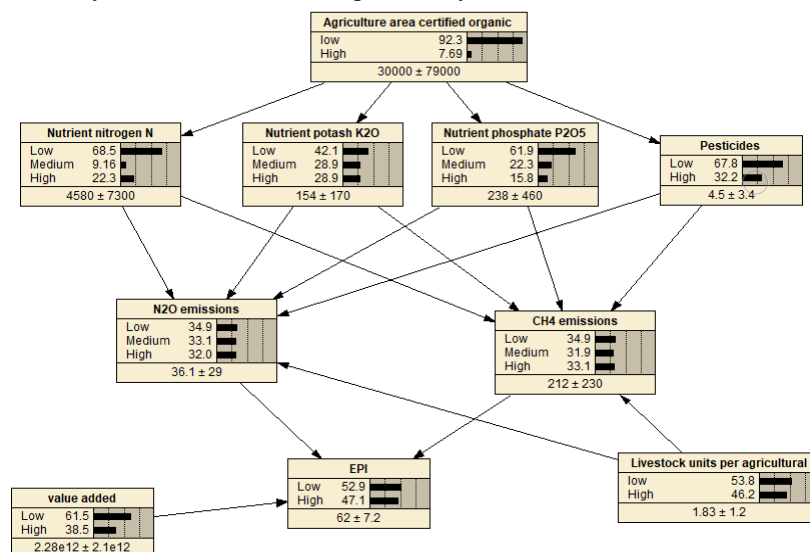 Agriculture area certified organic
low 92.3
High 7.69
30000 ± 79000
Nutrient nitrogen N
Low 68.5
Medium 9.16
High 22.3
4580 ± 7300
Nutrient potash K2O
Low 42.1
Medium 28.9
High 28.9
154 ± 170
Nutrient phosphate P2O5
Low 61.9
Medium 22.3
High 15.8
238 ± 460
Pesticides
Low 67.8
High 32.2
4.5 ± 3.4
N2O emissions
Low 34.9
Medium 33.1
High 32.0
36.1 ± 29
CH4 emissions
Low 34.9
Medium 31.9
High 33.1
212 ± 230
EPI
Low 52.9
High 47.1
62 ± 7.2
Livestock units per agricultural
low 53.8
High 46.2
1.83 ± 1.2
value added
Low 61.5
High 38.5
2.28e12 ± 2.1e12